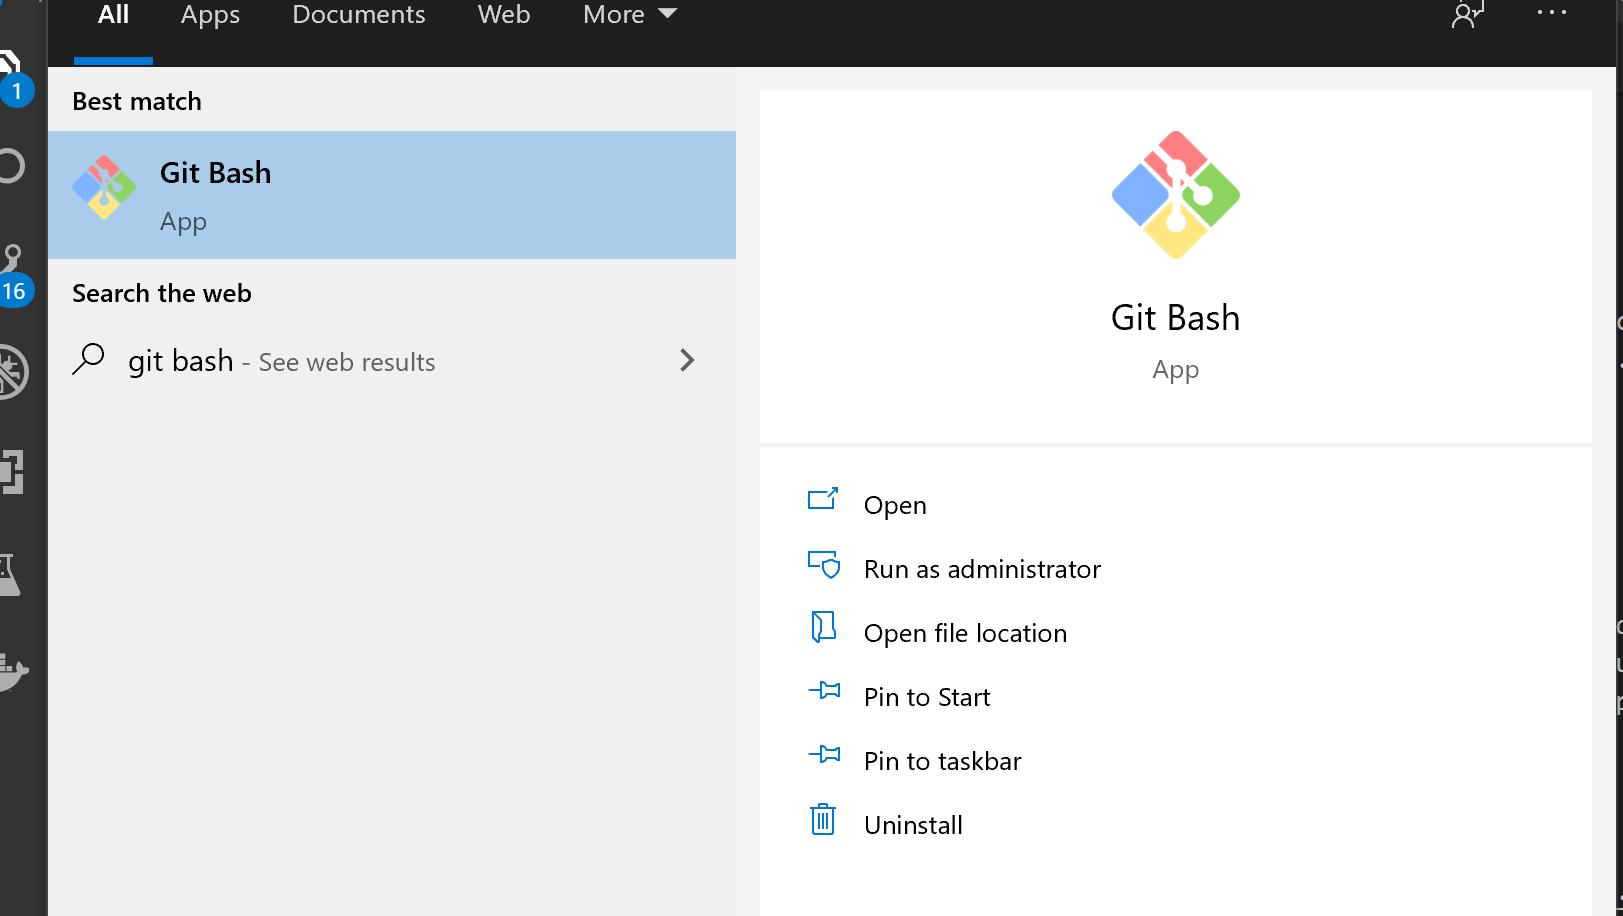 All Apps Documents Web More
1
16
Best match
Git Bash
App
Search the web
git bash - See web results
Git Bash
App
Open
Run as administrator
Open file location
Pin to Start
Pin to taskbar
Uninstall